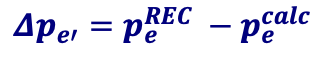 Δp_{e′} = p_e^{REC} − p_e^{calc}